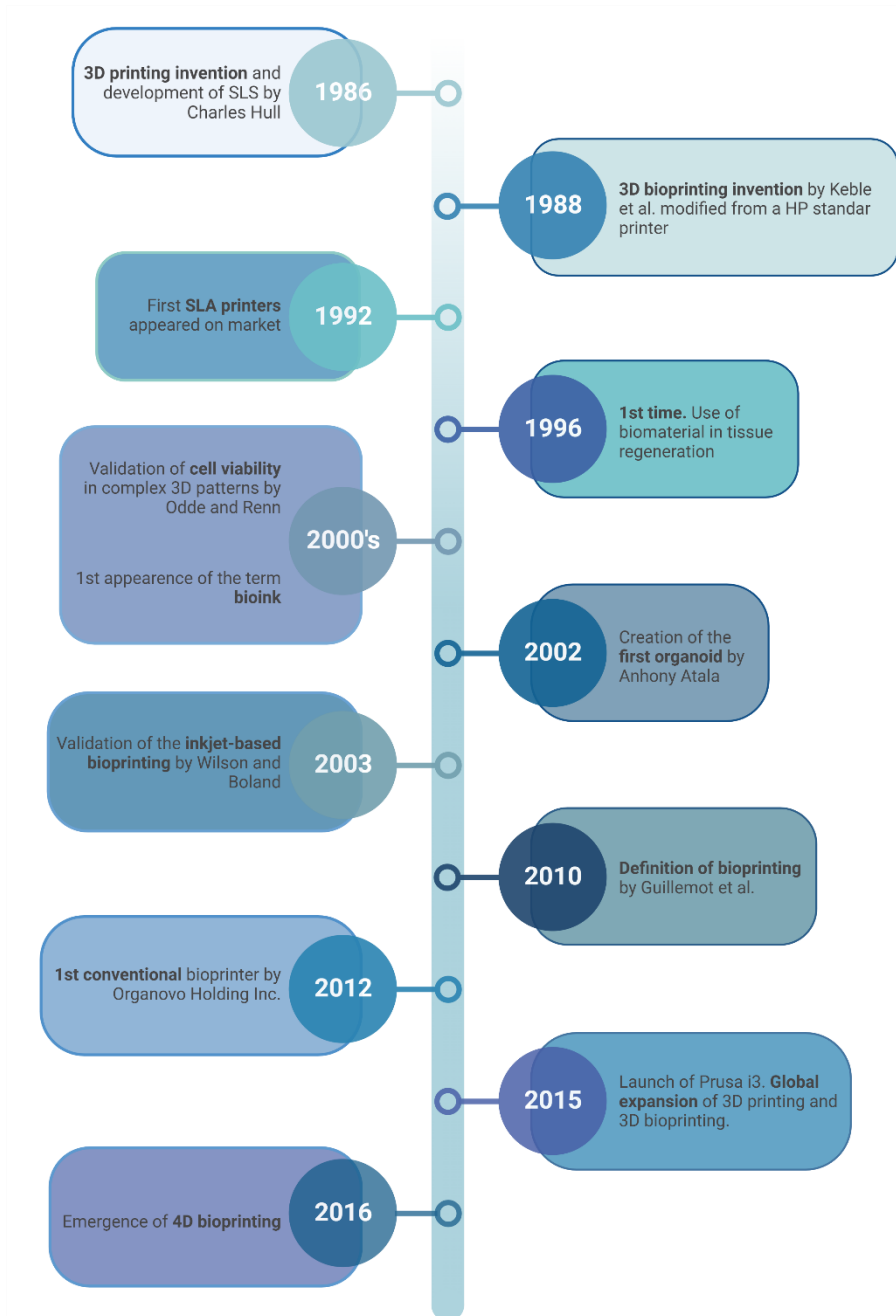 3D printing invention and
development of SLS by
Charles Hull
1986
1988
3D bioprinting invention by Keble
et al. modified from a HP standar
printer
First SLA printers
appeared on market
1992
1996
1st time. Use of
biomaterial in tissue
regeneration
Validation of cell viability
in complex 3D patterns by
Odde and Renn
1st appearence of the term
bioink
2000's
2002
Creation of the
first organoid by
Anhony Atala
Validation of the inkjet-based
bioprinting by Wilson and
Boland
2003
2010
Definition of bioprinting
by Guillemot et al.
1st conventional bioprinter by
Organovo Holding Inc.
2012
2015
Launch of Prusa i3. Global
expansion of 3D printing and
3D bioprinting.
Emergence of 4D bioprinting
2016